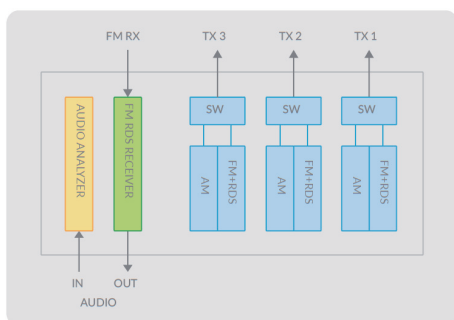 FM RX
TX 3
TX 2
TX 1
AUDIO ANALYZER
FM RDS RECEIVER
SW
SW
SW
AM
FM+RDS
AM
FM+RDS
AM
FM+RDS
IN
OUT
AUDIO